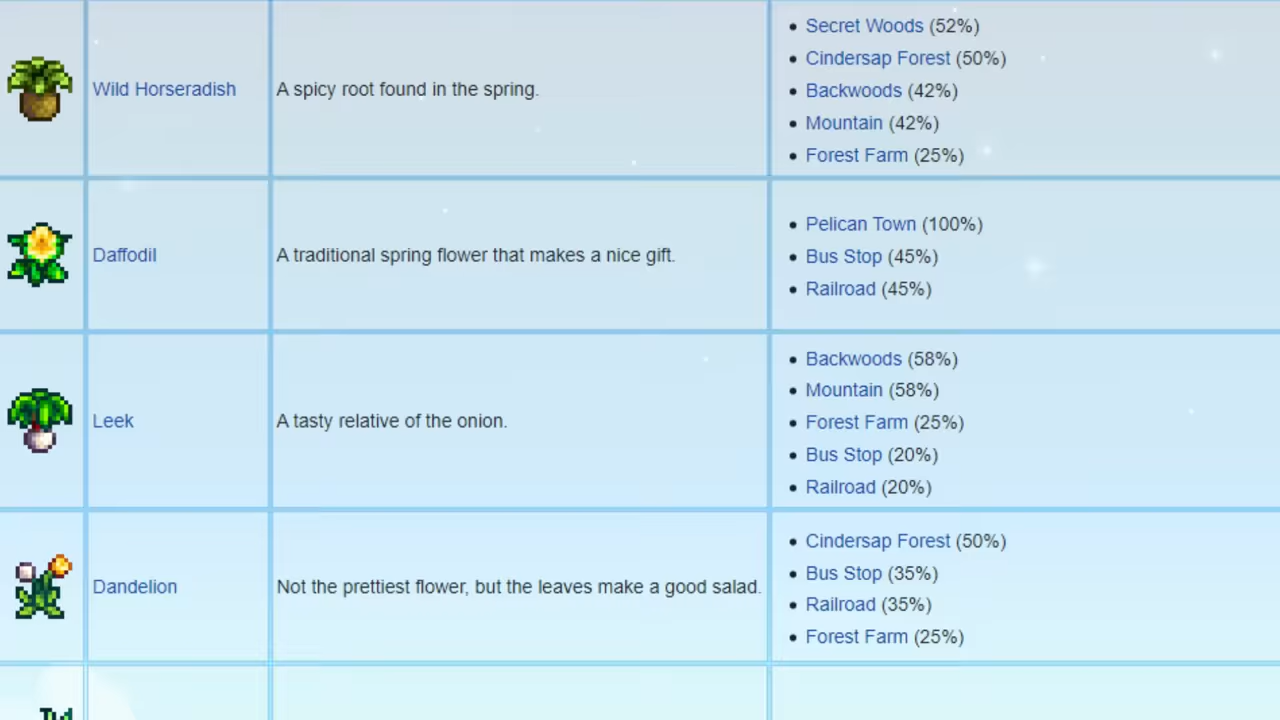 Wild Horseradish
A spicy root found in the spring.
Secret Woods (52%)
Cindersap Forest (50%)
Backwoods (42%)
Mountain (42%)
Forest Farm (25%)
Daffodil
A traditional spring flower that makes a nice gift.
Pelican Town (100%)
Bus Stop (45%)
Railroad (45%)
Leek
A tasty relative of the onion.
Backwoods (58%)
Mountain (58%)
Forest Farm (25%)
Bus Stop (20%)
Railroad (20%)
Dandelion
Not the prettiest flower, but the leaves make a good salad.
Cindersap Forest (50%)
Bus Stop (35%)
Railroad (35%)
Forest Farm (25%)